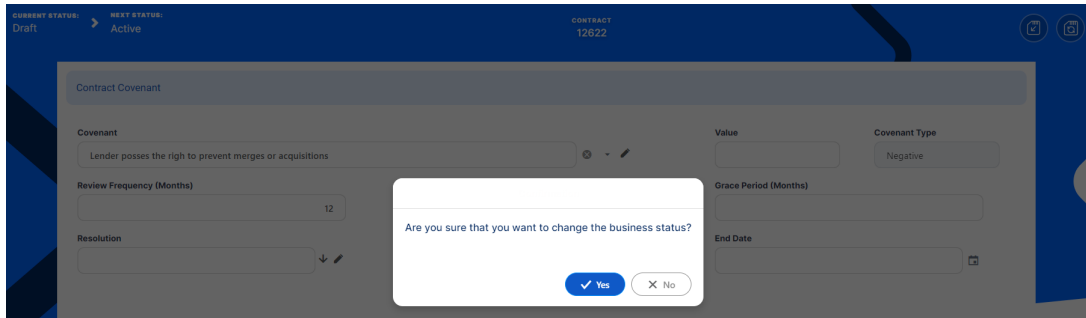 CURRENT STATUS:
Draft
NEXT STATUS:
Active
CONTRACT
12622
Contract Covenant
Covenant
Lender posses the righ to prevent merges or acquisitions
Value
Covenant Type
Negative
Review Frequency (Months)
12
Grace Period (Months)
Are you sure that you want to change the business status?
Resolution
End Date
Yes
No